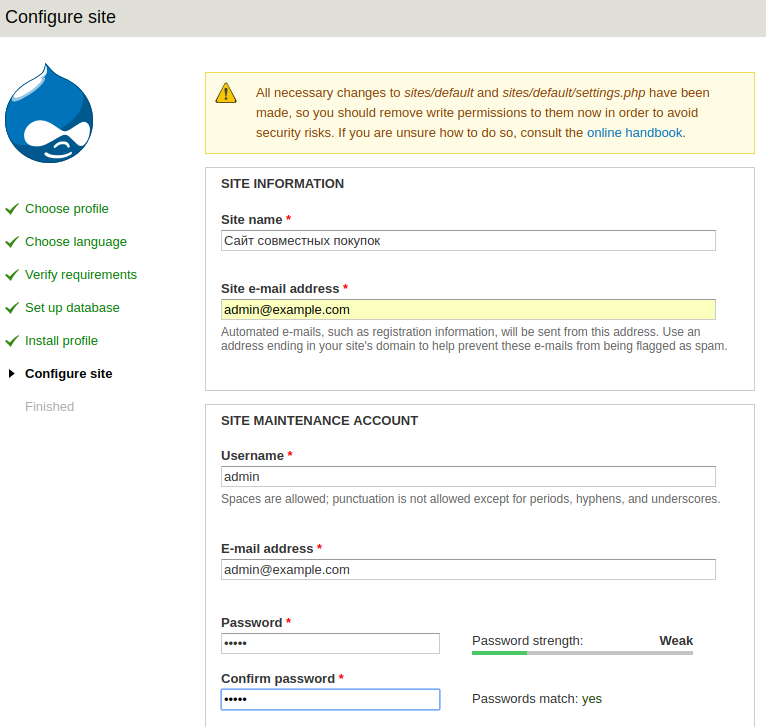 Configure site
All necessary changes to sites/default and sites/default/settings.php have been
made, so you should remove write permissions to them now in order to avoid
security risks. If you are unsure how to do so, consult the online handbook.
Choose profile
Choose language
Verify requirements
Set up database
Install profile
Configure site
Finished
SITE INFORMATION
Site name *
Сайт совместных покупок
Site e-mail address *
admin@example.com
Automated e-mails, such as registration information, will be sent from this address. Use an
address ending in your site's domain to help prevent these e-mails from being flagged as spam.
SITE MAINTENANCE ACCOUNT
Username *
admin
Spaces are allowed; punctuation is not allowed except for periods, hyphens, and underscores.
E-mail address *
admin@example.com
Password *
•••••
Password strength: Weak
Confirm password *
•••••
Passwords match: yes